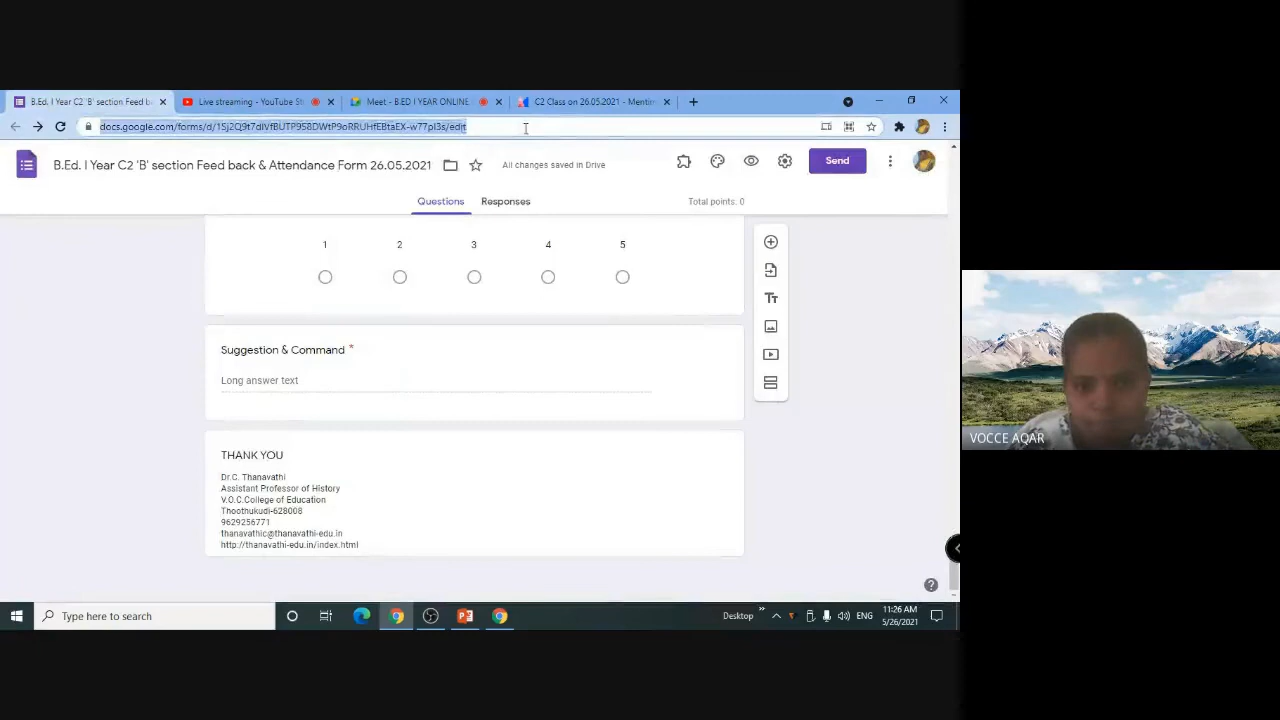 B.Ed. I Year C2 'B' section Feed b
Live streaming - YouTube St
Meet - B.ED I YEAR ONLINE
C2 Class on 26.05.2021 - Mentim
B.Ed. I Year C2 'B' section Feed back & Attendance Form 26.05.2021
All changes saved in Drive
Send
Questions
Responses
Total points: 0
1 2 3 4 5
Suggestion & Command *
Long answer text
THANK YOU
Dr.C. Thanavathi
Assistant Professor of History
V.O.C.College of Education
Thoothukudi-628008
9629256771
thanavathic@thanavathi-edu.in
http://thanavathi-edu.in/index.html
VOCCE AQAR
Type here to search
Desktop
ENG
11:26 AM
5/26/2021